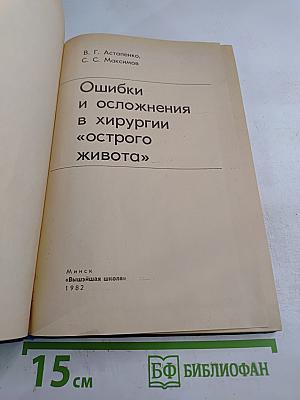 В. Г. Астапенко,
С. С. Максимов
Ошибки
и осложнения
в хирургии
«острого
живота»
Минск
«Вышэйшая школа»
1982
15 см
БФ БИБЛИОФАН